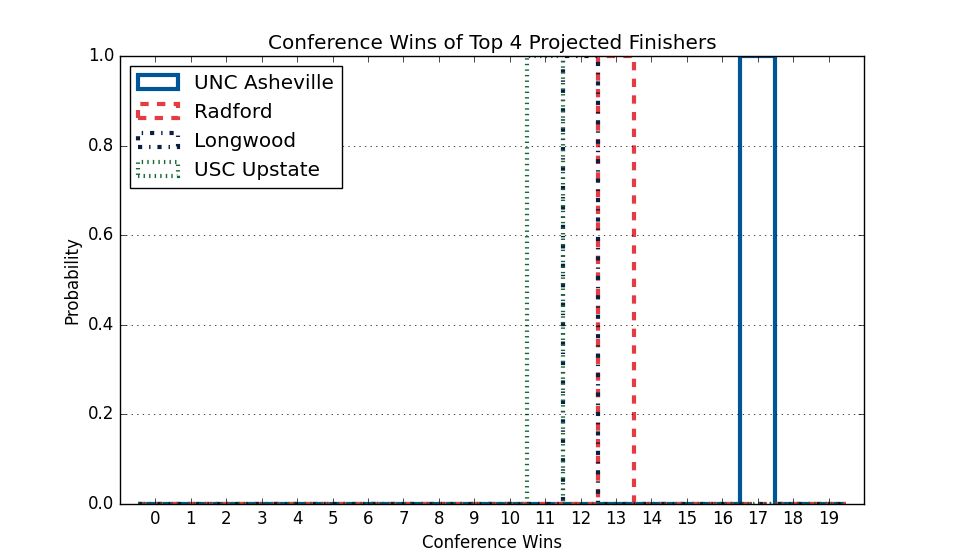 Conference Wins of Top 4 Projected Finishers
1.0
0.8
0.6
0.4
0.2
0.0
Probability
UNC Asheville
Radford
Longwood
USC Upstate
0 1 2 3 4 5 6 7 8 9 10 11 12 13 14 15 16 17 18 19
Conference Wins